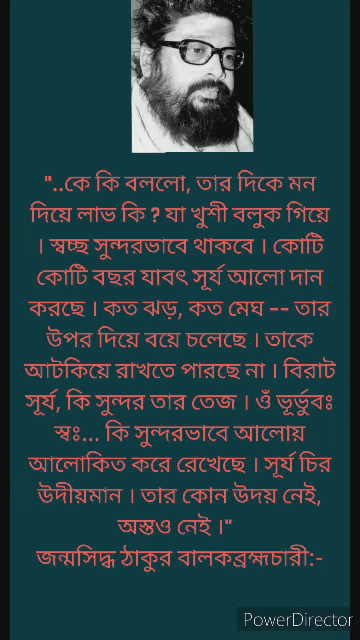 "..কে কি বললো, তার দিকে মন
দিয়ে লাভ কি ? যা খুশী বলুক গিয়ে
। স্বচ্ছ সুন্দরভাবে থাকবে । কোটি
কোটি বছর যাবৎ সূর্য আলো দান
করছে । কত ঝড়, কত মেঘ -- তার
উপর দিয়ে বয়ে চলেছে । তাকে
আটকিয়ে রাখতে পারছে না । বিরাট
সূর্য, কি সুন্দর তার তেজ । ওঁ ভূর্ভুবঃ
স্বঃ... কি সুন্দরভাবে আলোয়
আলোকিত করে রেখেছে । সূর্য চির
উদীয়মান । তার কোন উদয় নেই,
অস্তও নেই ।"
জন্মসিদ্ধ ঠাকুর বালকব্রহ্মচারী:-
PowerDirector